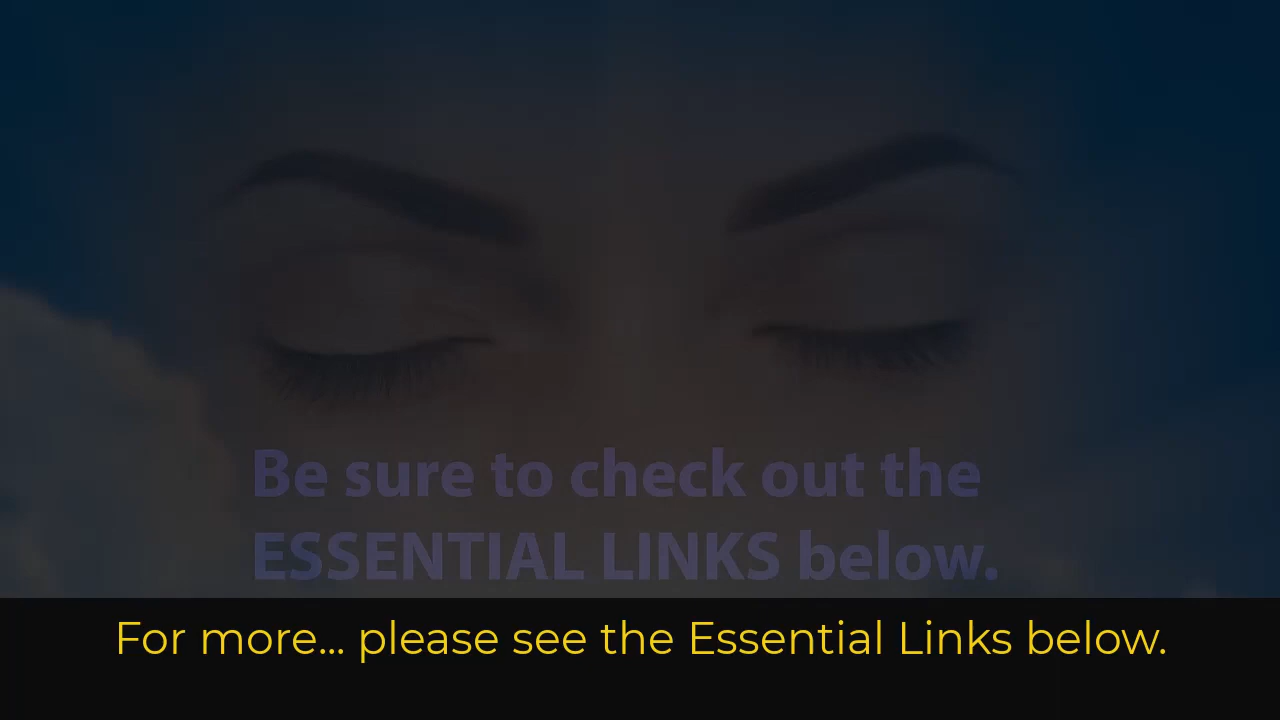 Be sure to check out the
ESSENTIAL LINKS below.
For more... please see the Essential Links below.